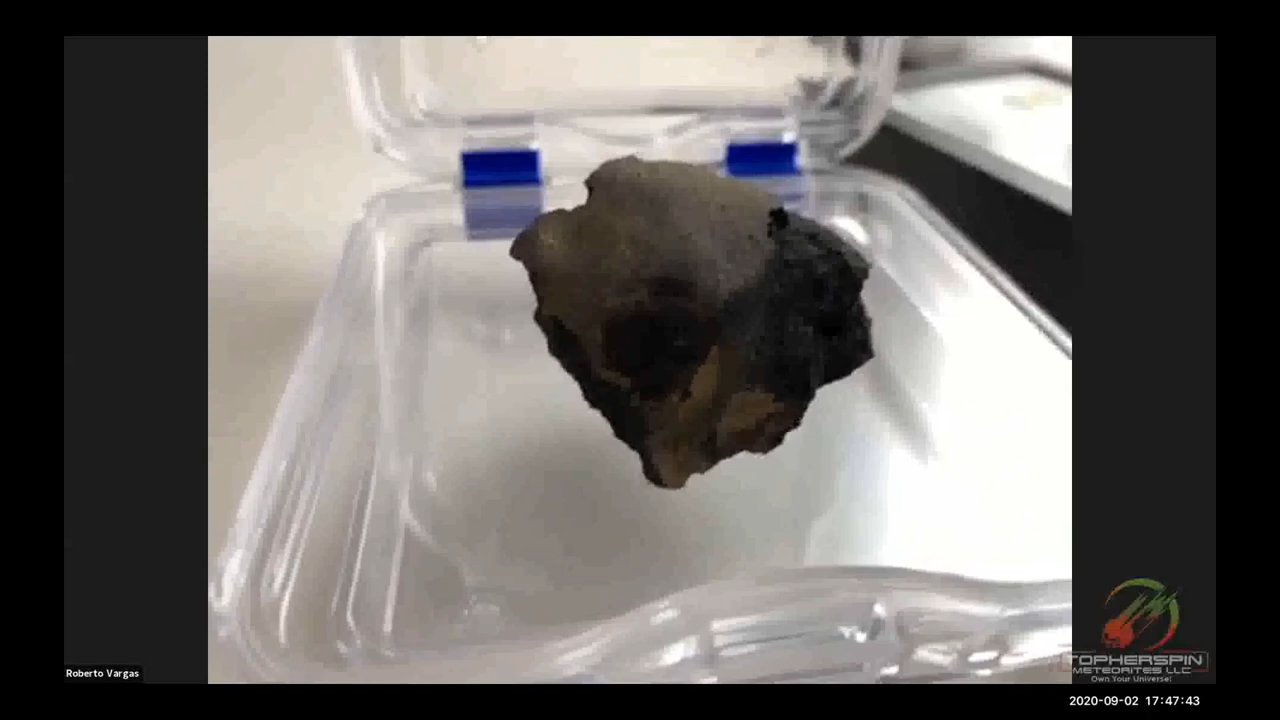 Roberto Vargas
TOPHERSPIN
METEORITES LLC
Own Your Universe!
2020-09-02 17:47:43